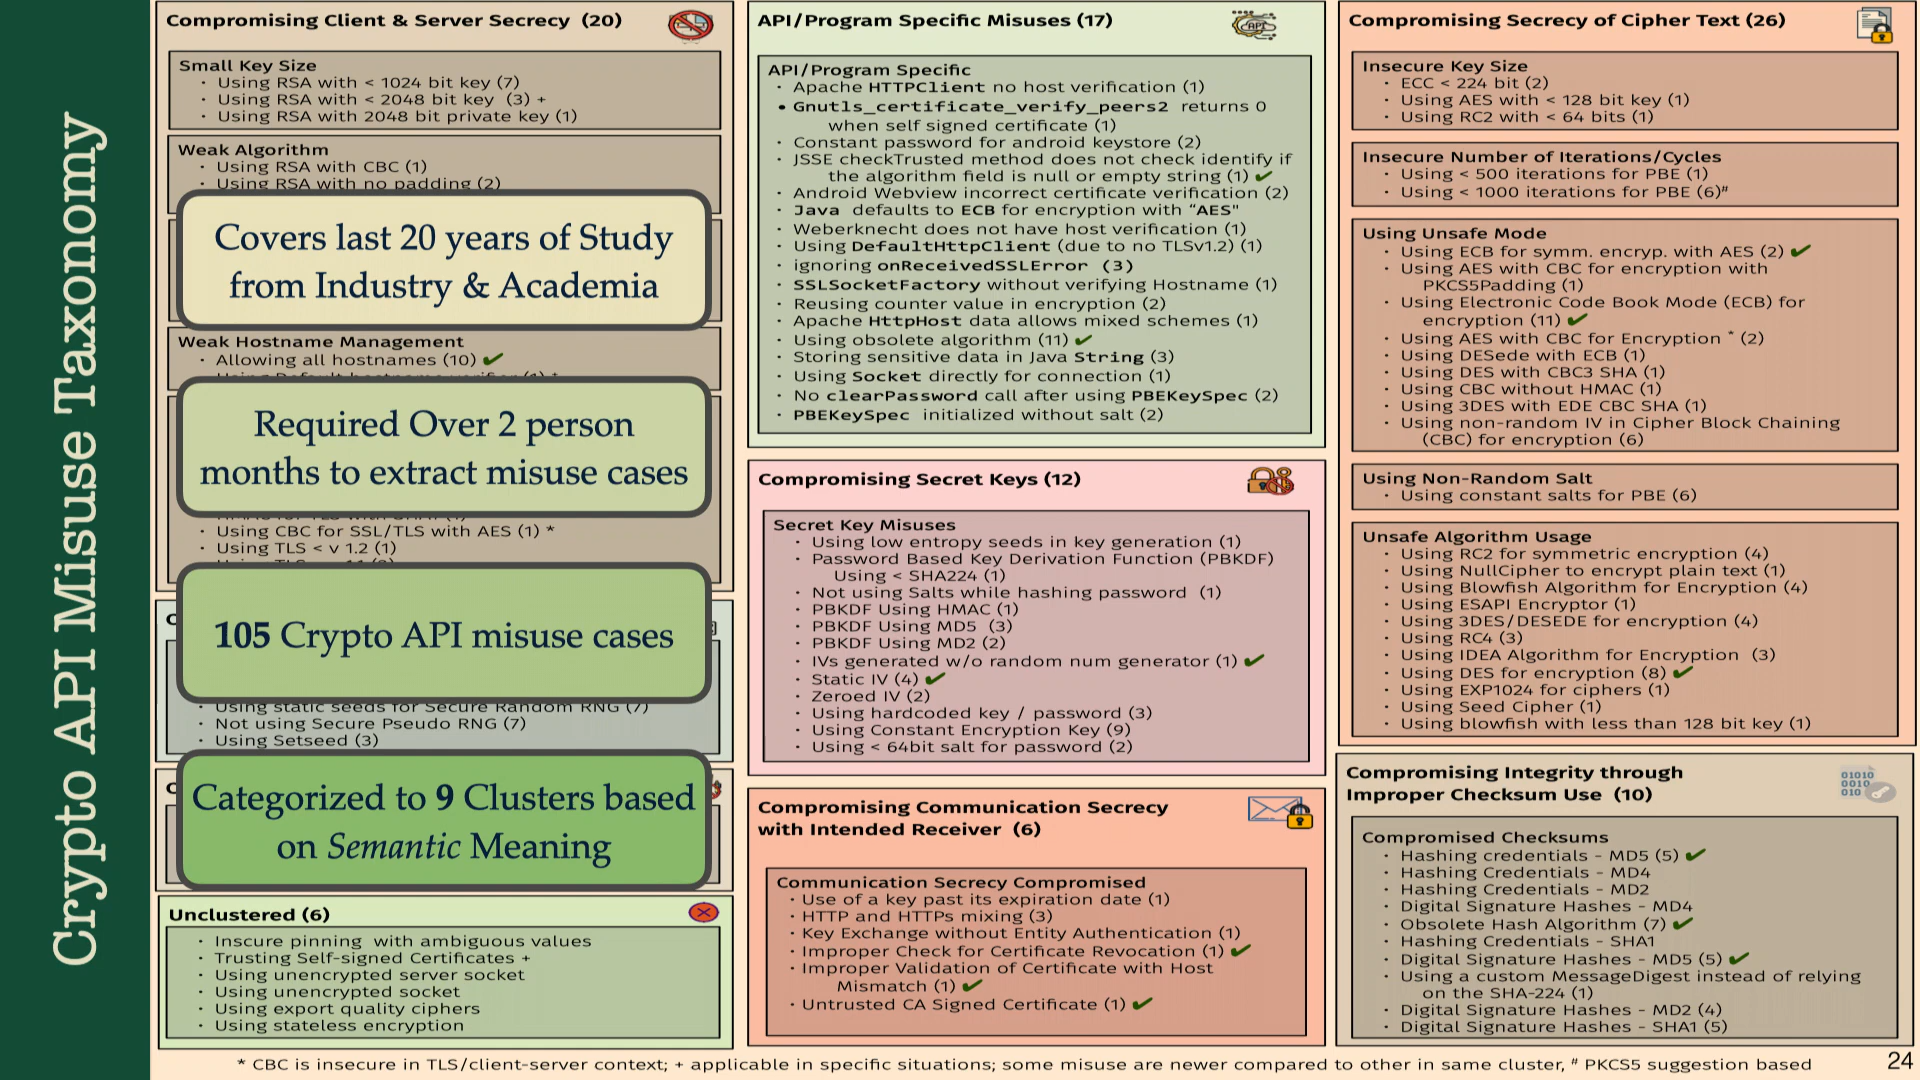 Crypto API Misuse Taxonomy
Compromising Client & Server Secrecy (20)
Small Key Size
· Using RSA with < 1024 bit key (7)
· Using RSA with < 2048 bit key (3) +
· Using RSA with 2048 bit private key (1)
Weak Algorithm
· Using RSA with CBC (1)
· Using RSA with no padding (2)
Covers last 20 years of Study
from Industry & Academia
Weak Hostname Management
· Allowing all hostnames (10) ✔
Required Over 2 person
months to extract misuse cases
· Using CBC for SSL/TLS with AES (1) *
· Using TLS < v 1.2 (1)
105 Crypto API misuse cases
· Using static seeds for Secure Random RNG (7)
· Not using Secure Pseudo RNG (7)
· Using Setseed (3)
Categorized to 9 Clusters based
on Semantic Meaning
Unclustered (6)
· Inscure pinning with ambiguous values
· Trusting Self-signed Certificates +
· Using unencrypted server socket
· Using unencrypted socket
· Using export quality ciphers
· Using stateless encryption
API/Program Specific Misuses (17)
API/Program Specific
· Apache HTTPClient no host verification (1)
• Gnutls_certificate_verify_peers2 returns 0
when self signed certificate (1)
· Constant password for android keystore (2)
· JSSE checkTrusted method does not check identify if
the algorithm field is null or empty string (1) ✔
· Android Webview incorrect certificate verification (2)
· Java defaults to ECB for encryption with “AES"
· Weberknecht does not have host verification (1)
· Using DefaultHttpClient (due to no TLSv1.2) (1)
· ignoring onReceivedSSLError (3)
· SSLSocketFactory without verifying Hostname (1)
· Reusing counter value in encryption (2)
· Apache HttpHost data allows mixed schemes (1)
· Using obsolete algorithm (11) ✔
· Storing sensitive data in Java String (3)
· Using Socket directly for connection (1)
· No clearPassword call after using PBEKeySpec (2)
· PBEKeySpec initialized without salt (2)
Compromising Secret Keys (12)
Secret Key Misuses
· Using low entropy seeds in key generation (1)
· Password Based Key Derivation Function (PBKDF)
Using < SHA224 (1)
· Not using Salts while hashing password (1)
· PBKDF Using HMAC (1)
· PBKDF Using MD5 (3)
· PBKDF Using MD2 (2)
· IVs generated w/o random num generator (1) ✔
· Static IV (4) ✔
· Zeroed IV (2)
· Using hardcoded key / password (3)
· Using Constant Encryption Key (9)
· Using < 64bit salt for password (2)
Compromising Communication Secrecy
with Intended Receiver (6)
Communication Secrecy Compromised
· Use of a key past its expiration date (1)
· HTTP and HTTPs mixing (3)
· Key Exchange without Entity Authentication (1)
· Improper Check for Certificate Revocation (1) ✔
· Improper Validation of Certificate with Host
Mismatch (1) ✔
· Untrusted CA Signed Certificate (1) ✔
Compromising Secrecy of Cipher Text (26)
Insecure Key Size
· ECC < 224 bit (2)
· Using AES with < 128 bit key (1)
· Using RC2 with < 64 bits (1)
Insecure Number of Iterations/Cycles
· Using < 500 iterations for PBE (1)
· Using < 1000 iterations for PBE (6)#
Using Unsafe Mode
· Using ECB for symm. encryp. with AES (2) ✔
· Using AES with CBC for encryption with
PKCS5Padding (1)
· Using Electronic Code Book Mode (ECB) for
encryption (11) ✔
· Using AES with CBC for Encryption * (2)
· Using DESede with ECB (1)
· Using DES with CBC3 SHA (1)
· Using CBC without HMAC (1)
· Using 3DES with EDE CBC SHA (1)
· Using non-random IV in Cipher Block Chaining
(CBC) for encryption (6)
Using Non-Random Salt
· Using constant salts for PBE (6)
Unsafe Algorithm Usage
· Using RC2 for symmetric encryption (4)
· Using NullCipher to encrypt plain text (1)
· Using Blowfish Algorithm for Encryption (4)
· Using ESAPI Encryptor (1)
· Using 3DES/DESEDE for encryption (4)
· Using RC4 (3)
· Using IDEA Algorithm for Encryption (3)
· Using DES for encryption (8) ✔
· Using EXP1024 for ciphers (1)
· Using Seed Cipher (1)
· Using blowfish with less than 128 bit key (1)
Compromising Integrity through
Improper Checksum Use (10)
01010
0010
010
Compromised Checksums
· Hashing credentials - MD5 (5) ✔
· Hashing Credentials - MD4
· Hashing Credentials - MD2
· Digital Signature Hashes - MD4
· Obsolete Hash Algorithm (7) ✔
· Hashing Credentials - SHA1
· Digital Signature Hashes - MD5 (5) ✔
· Using a custom MessageDigest instead of relying
on the SHA-224 (1)
· Digital Signature Hashes - MD2 (4)
· Digital Signature Hashes - SHA1 (5)
* CBC is insecure in TLS/client-server context; + applicable in specific situations; some misuse are newer compared to other in same cluster, # PKCS5 suggestion based
24